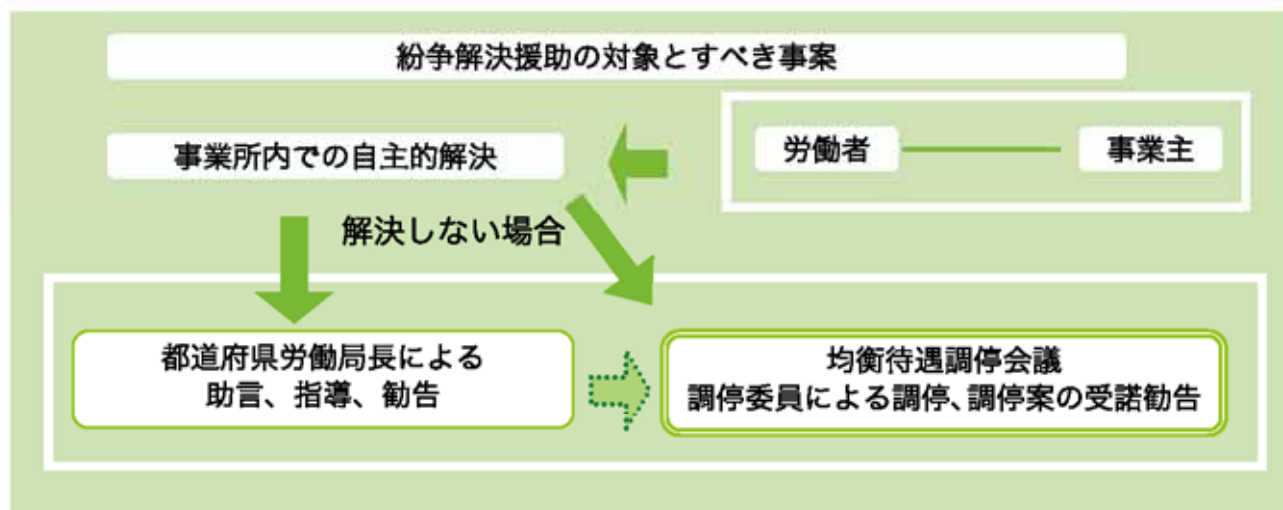 紛争解決援助の対象とすべき事案
労働者
事業主
事業所内での自主的解決
解決しない場合
都道府県労働局長による
助言、指導、勧告
均衡待遇調停会議
調停委員による調停、調停案の受諾勧告